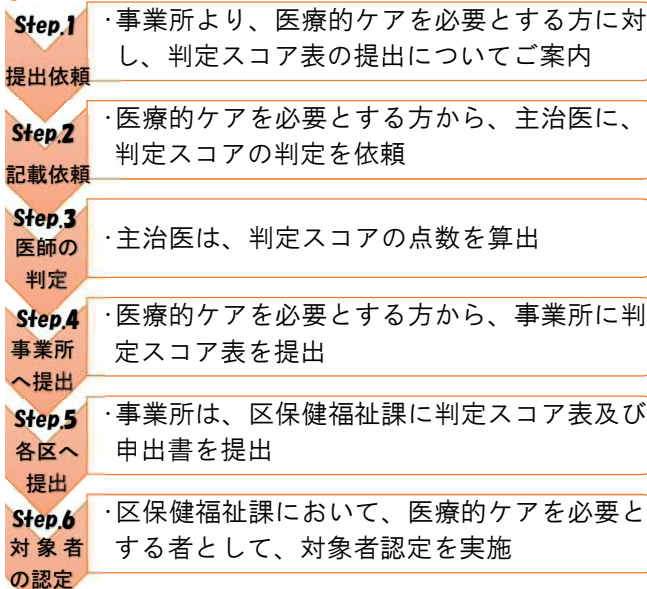 Step.1
提出依頼
・事業所より、医療的ケアを必要とする方に対
し、判定スコア表の提出についてご案内
Step.2
記載依頼
・医療的ケアを必要とする方から、主治医に、
判定スコアの判定を依頼
Step.3
医師の
判定
・主治医は、判定スコアの点数を算出
Step.4
事業所
へ提出
・医療的ケアを必要とする方から、事業所に判
定スコア表を提出
Step.5
各区へ
提出
・事業所は、区保健福祉課に判定スコア表及び
申出書を提出
Step.6
対象者
の認定
・区保健福祉課において、医療的ケアを必要と
する者として、対象者認定を実施